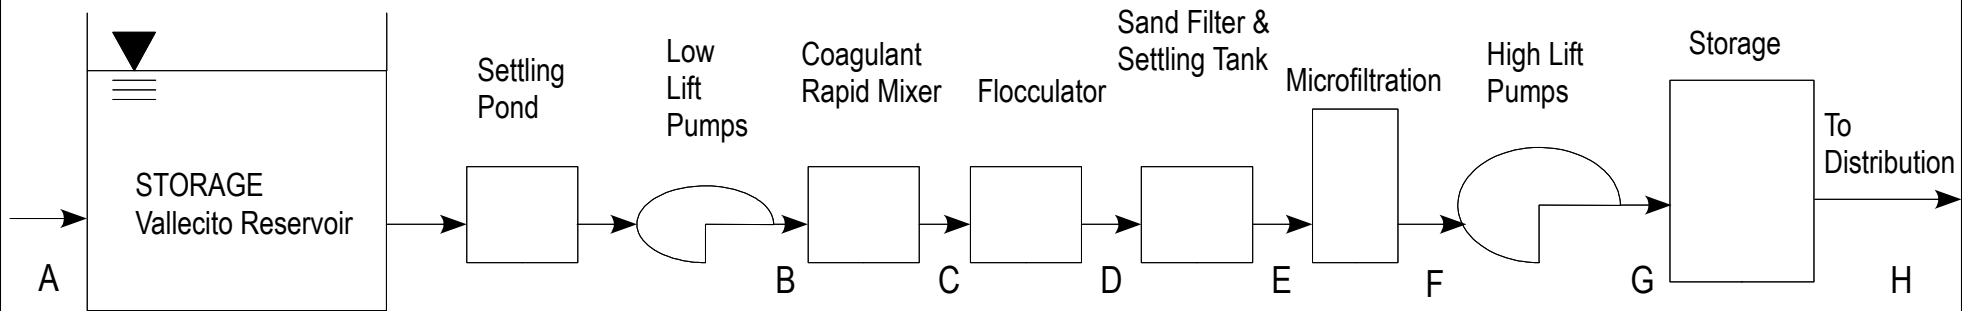 STORAGE
Vallecito Reservoir
Settling
Pond
Low
Lift
Pumps
Coagulant
Rapid Mixer
Flocculator
Sand Filter &
Settling Tank
Microfiltration
High Lift
Pumps
Storage
To
Distribution
A
B
C
D
E
F
G
H